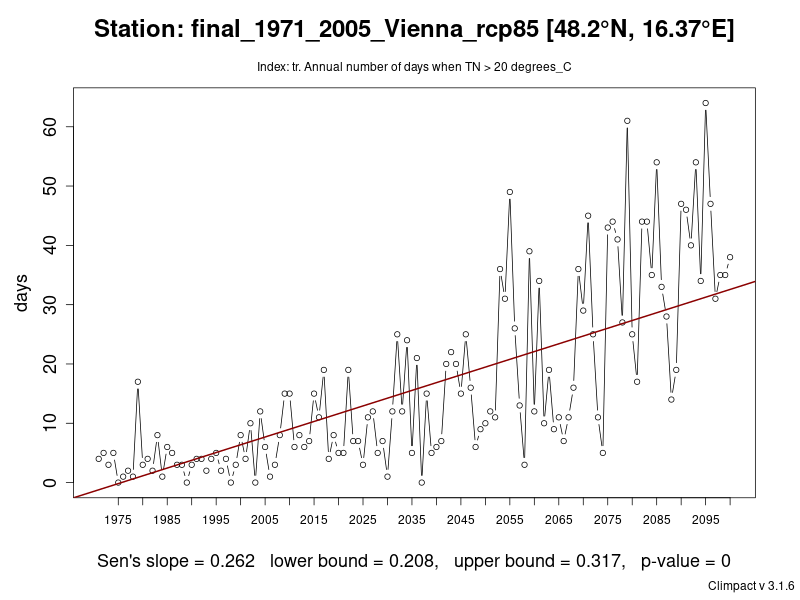 Station: final_1971_2005_Vienna_rcp85 [48.2°N, 16.37°E]
Index: tr. Annual number of days when TN > 20 degrees_C
days
60
50
40
30
20
10
0
1975 1985 1995 2005 2015 2025 2035 2045 2055 2065 2075 2085 2095
Sen's slope = 0.262 lower bound = 0.208, upper bound = 0.317, p-value = 0
Climpact v 3.1.6